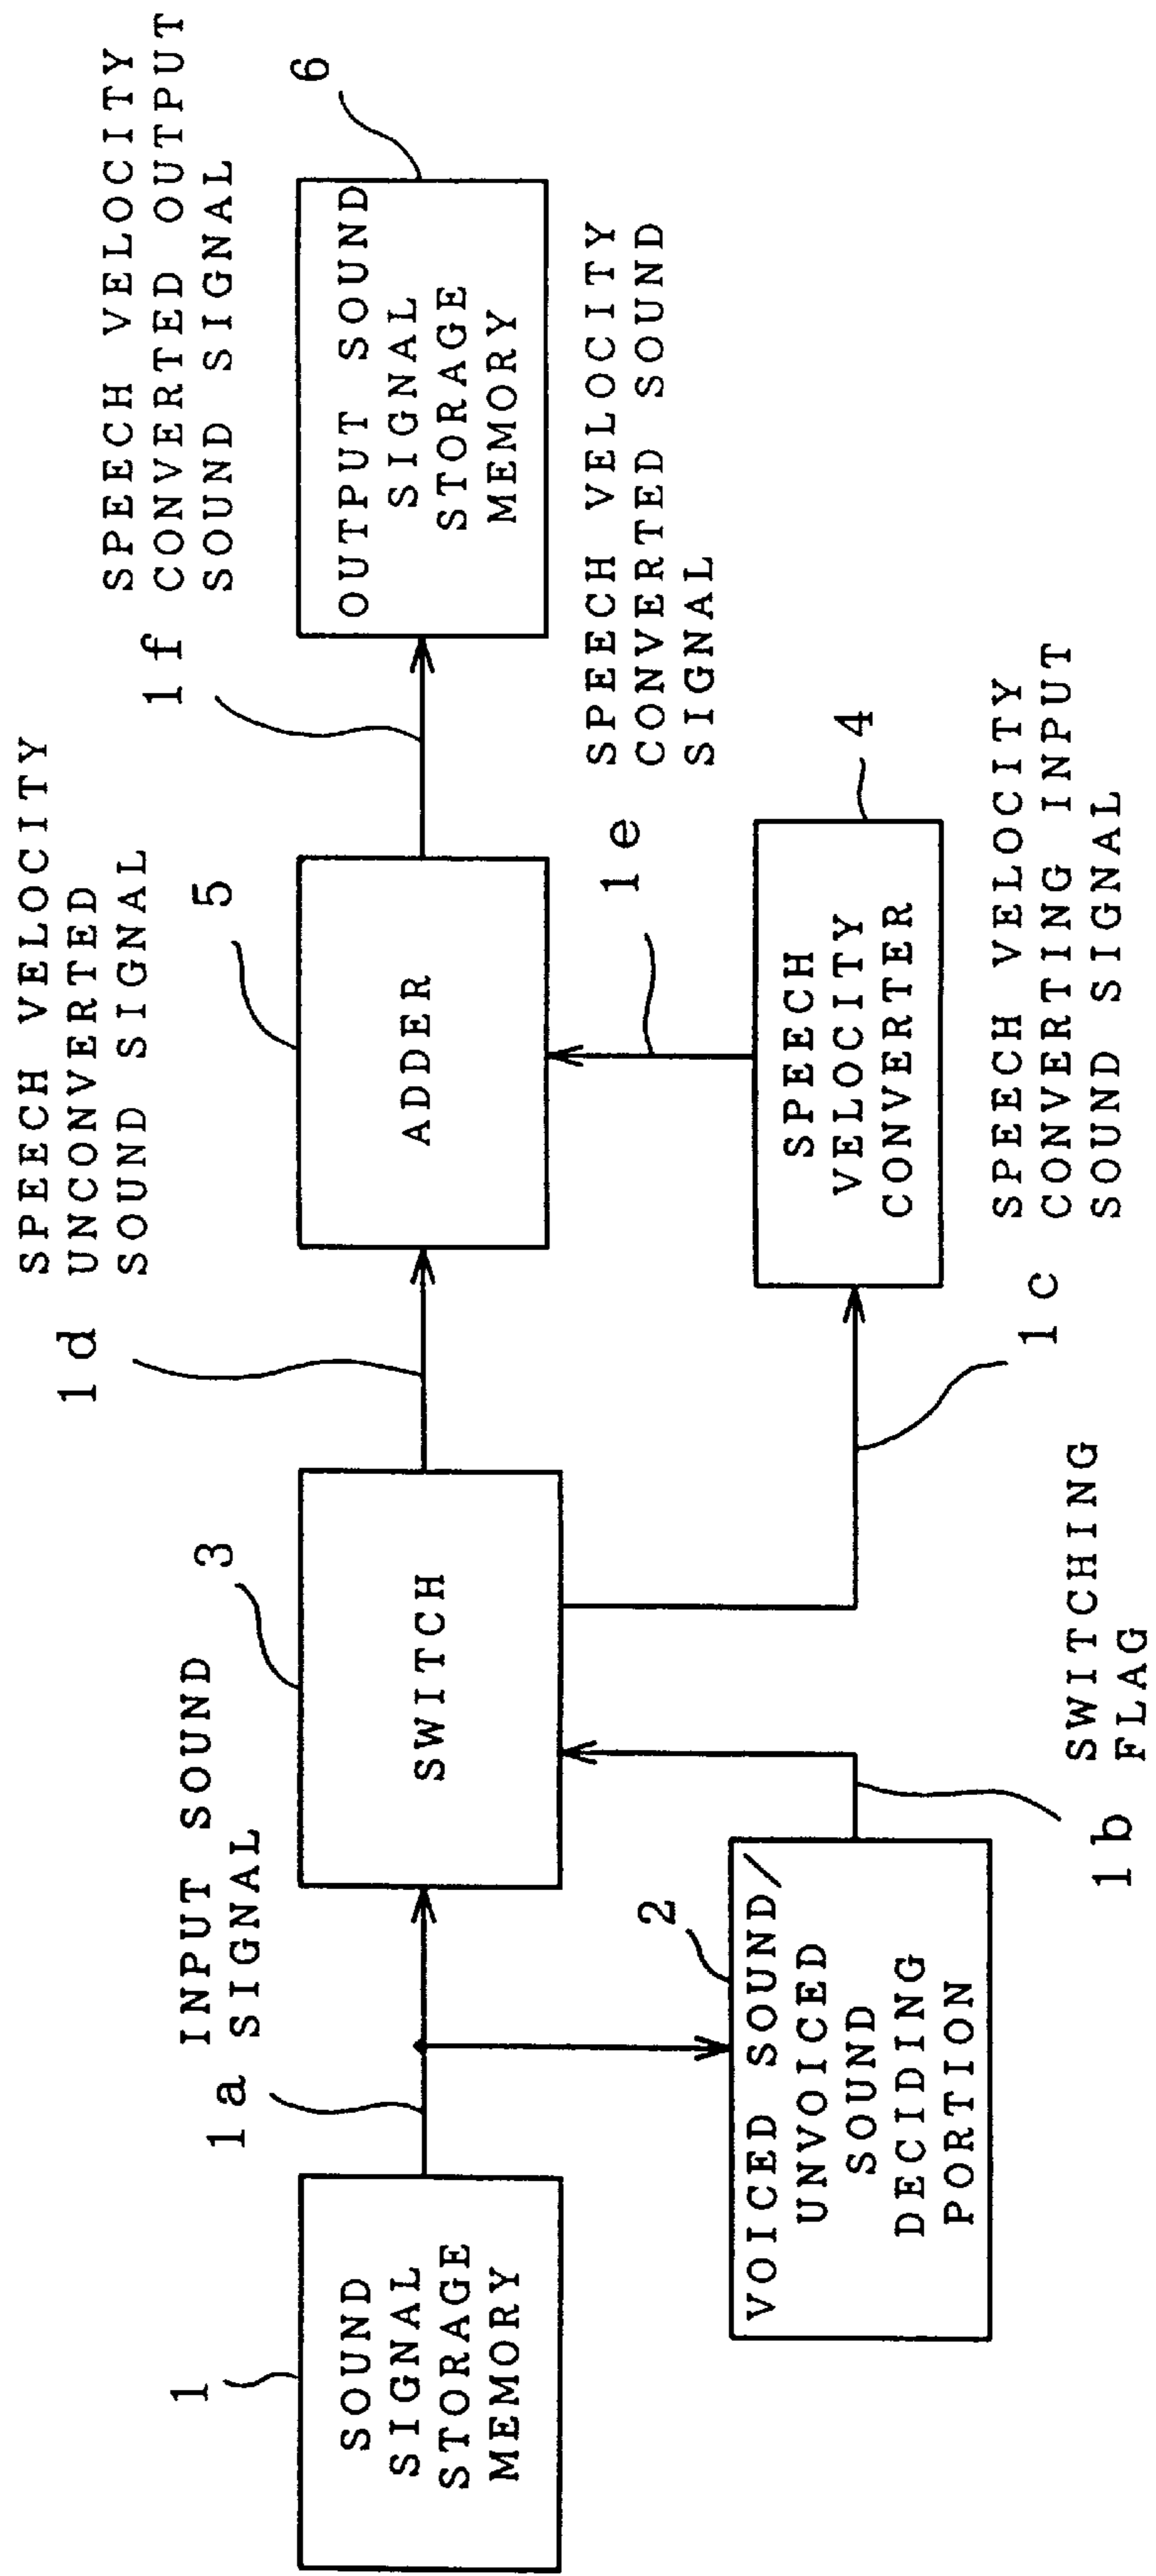 1
SOUND
SIGNAL
STORAGE
MEMORY
1a
INPUT SOUND
SIGNAL
2
VOICED SOUND/
UNVOICED
SOUND
DECIDING
PORTION
1b
SWITCHING
FLAG
3
SWITCH
1d
SPEECH VELOCITY
UNCONVERTED
SOUND SIGNAL
1c
SPEECH VELOCITY
CONVERTING INPUT
SOUND SIGNAL
5
ADDER
4
SPEECH
VELOCITY
CONVERTER
1e
SPEECH VELOCITY
CONVERTED SOUND
SIGNAL
1f
SPEECH VELOCITY
CONVERTED OUTPUT
SOUND SIGNAL
6
OUTPUT SOUND
SIGNAL
STORAGE
MEMORY